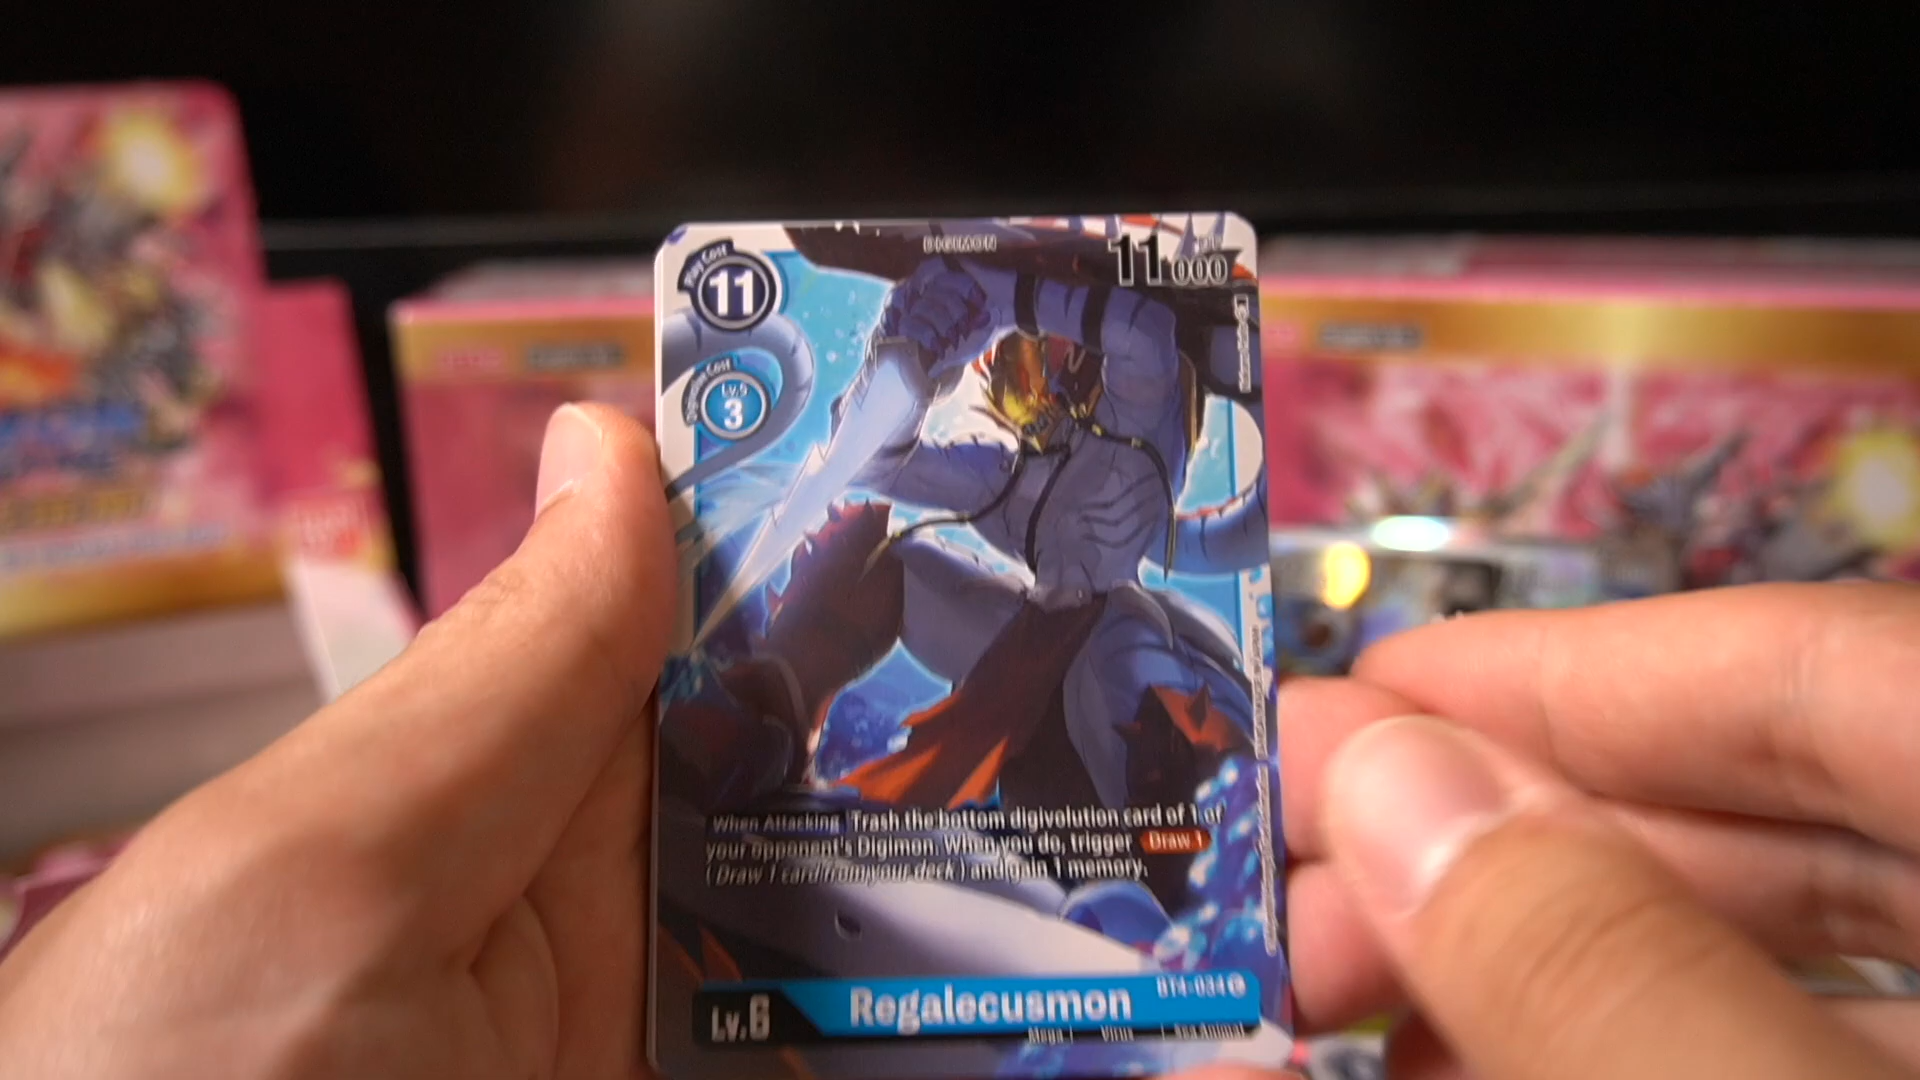 DIGIMON
Play Cost
11
11000
DP
Lv.5
3
When Attacking Trash the bottom digivolution card of 1 of
your opponent's Digimon. When you do, trigger Draw 1
(Draw 1 card from your deck) and gain 1 memory.
BT4-034
Lv.6
Regalecusmon
Mega | Virus | Sea Animal